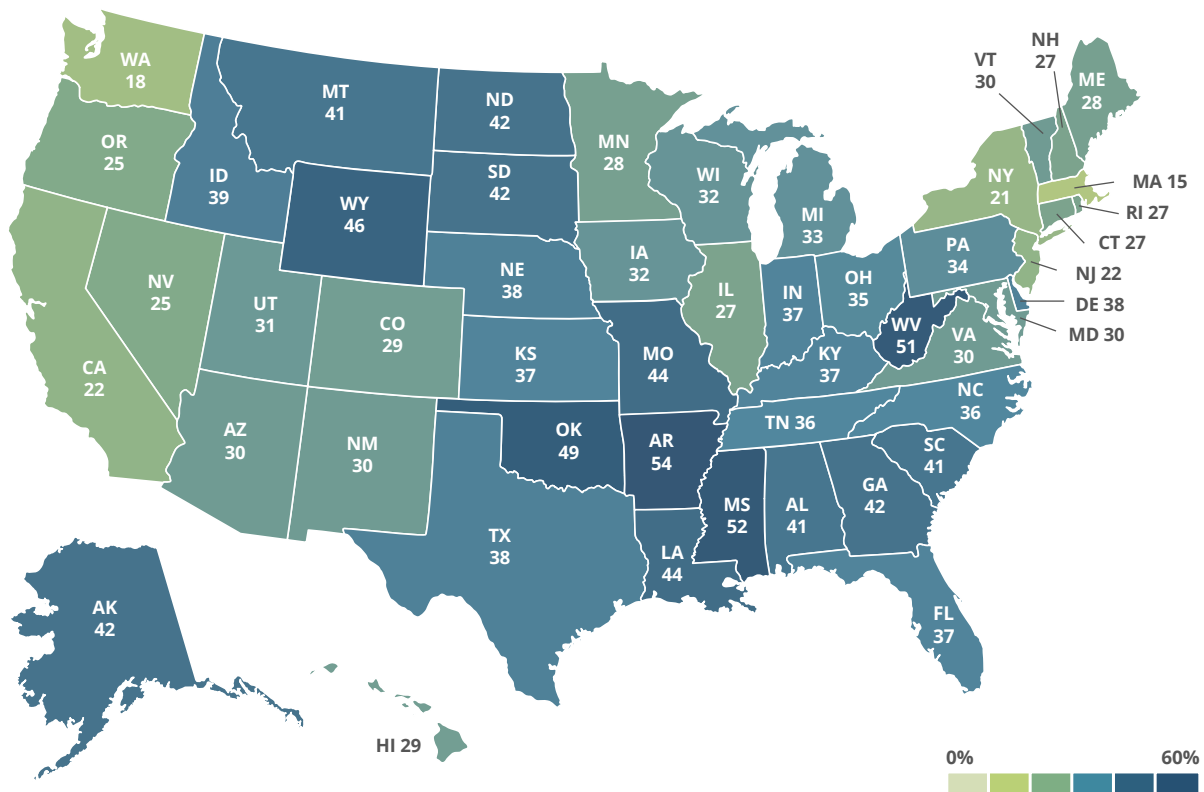 WA
18
OR
25
CA
22
NV
25
ID
39
MT
41
WY
46
UT
31
AZ
30
CO
29
NM
30
ND
42
SD
42
NE
38
KS
37
OK
49
TX
38
MN
28
IA
32
MO
44
AR
54
LA
44
WI
32
IL
27
MI
33
IN
37
OH
35
KY
37
TN 36
MS
52
AL
41
GA
42
FL
37
SC
41
NC
36
VA
30
WV
51
PA
34
NY
21
VT
30
NH
27
ME
28
MA 15
RI 27
CT 27
NJ 22
DE 38
MD 30
AK
42
HI 29
0% 60%